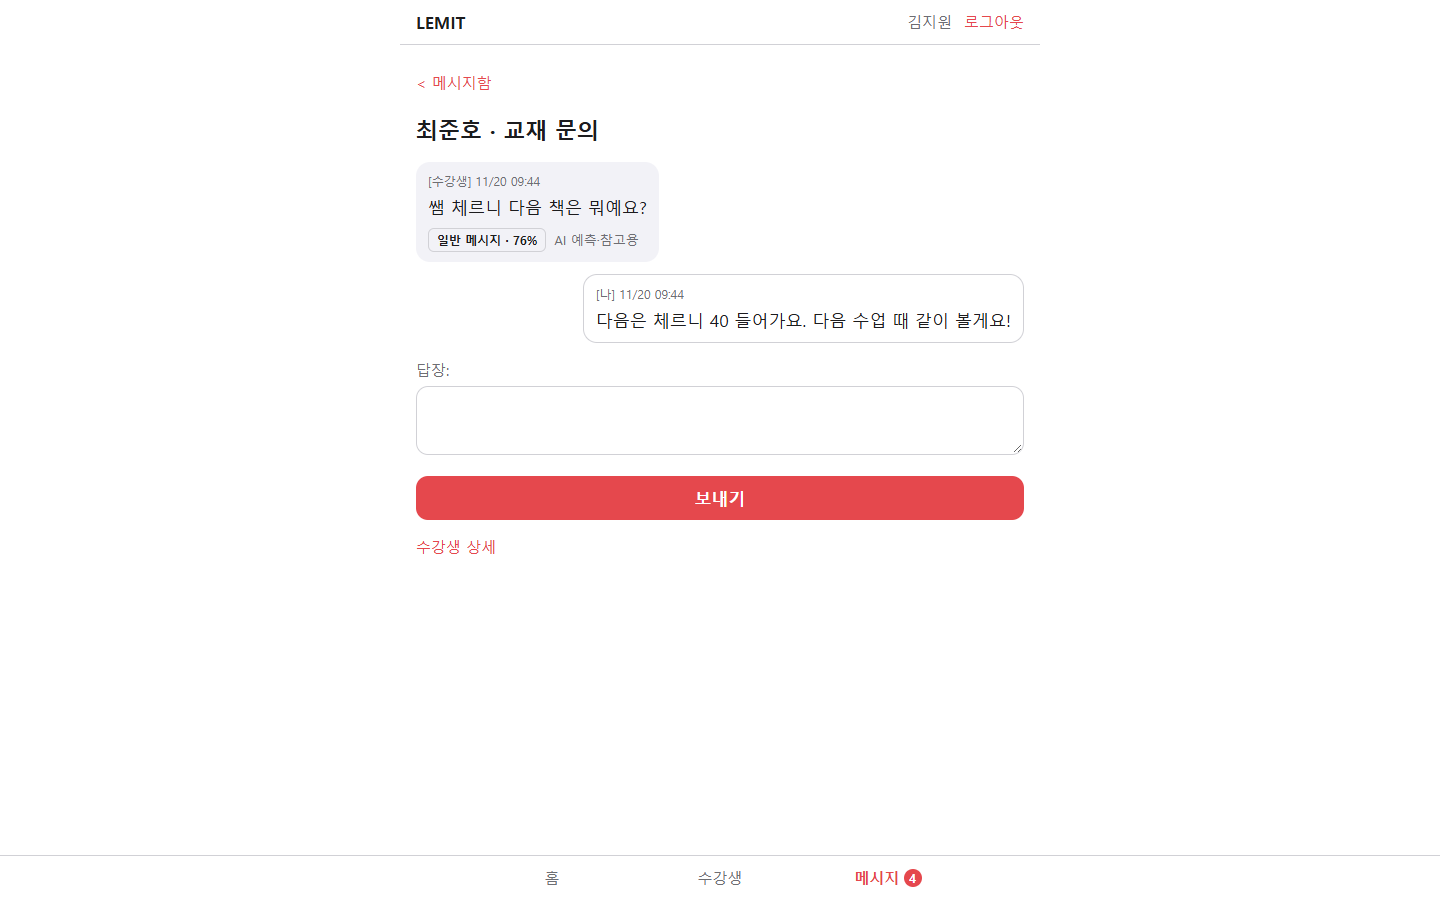 LEMIT
김지원 로그아웃
< 메시지함
최준호 · 교재 문의
[수강생] 11/20 09:44
쌤 체르니 다음 책은 뭐예요?
일반 메시지 · 76% AI 예측·참고용
[나] 11/20 09:44
다음은 체르니 40 들어가요. 다음 수업 때 같이 볼게요!
답장:
보내기
수강생 상세
홈 수강생 메시지 4